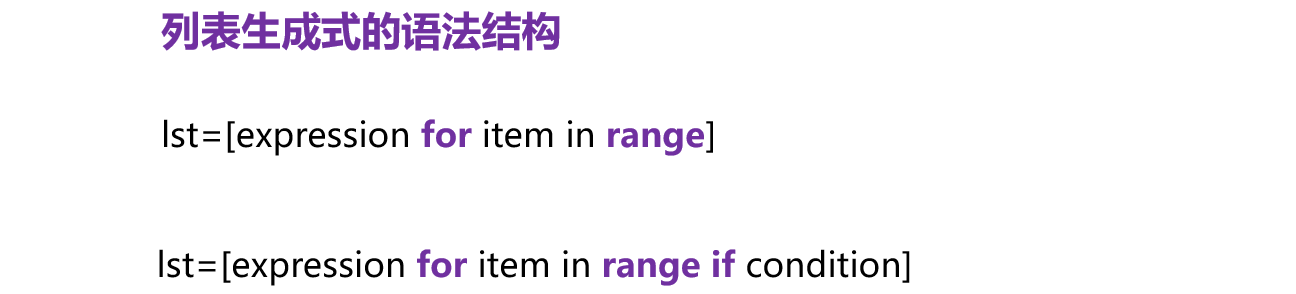 列表生成式的语法结构
lst=[expression for item in range]
lst=[expression for item in range if condition]